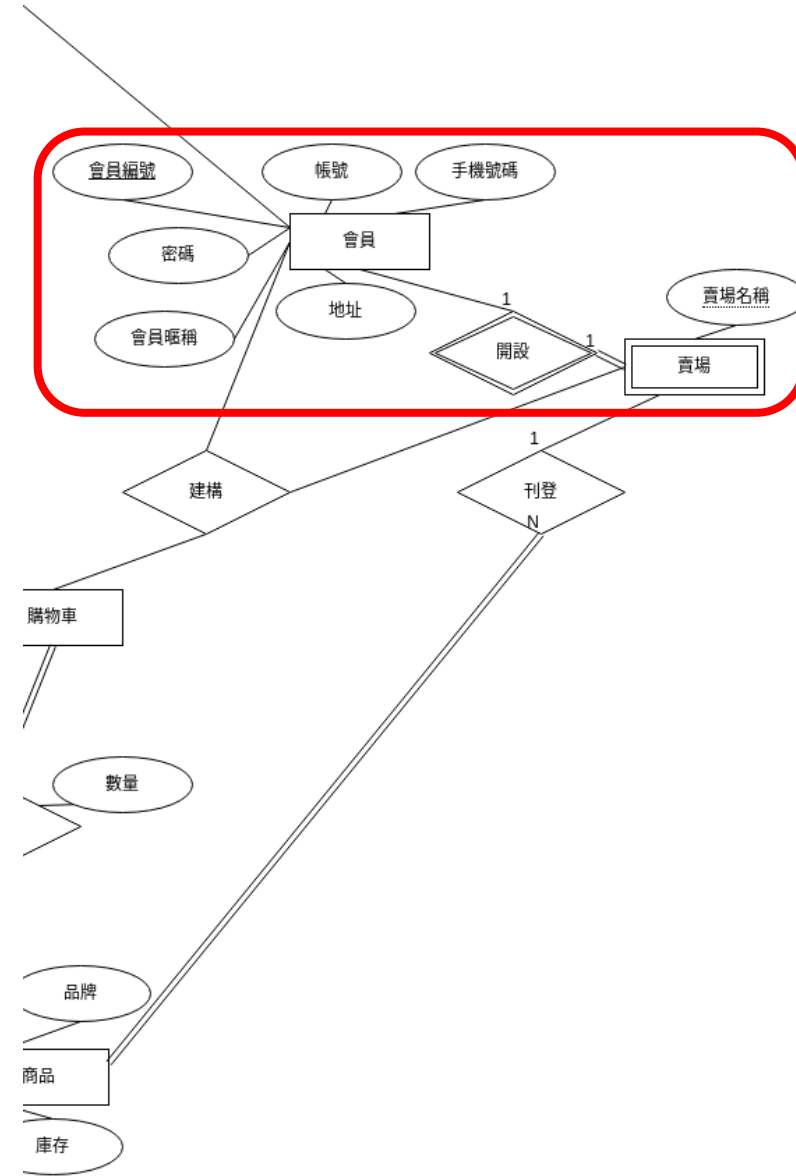 會員編號
帳號
手機號碼
會員
密碼
地址
賣場名稱
會員暱稱
1
開設
1
賣場
1
建構
刊登
N
購物車
數量
品牌
商品
庫存